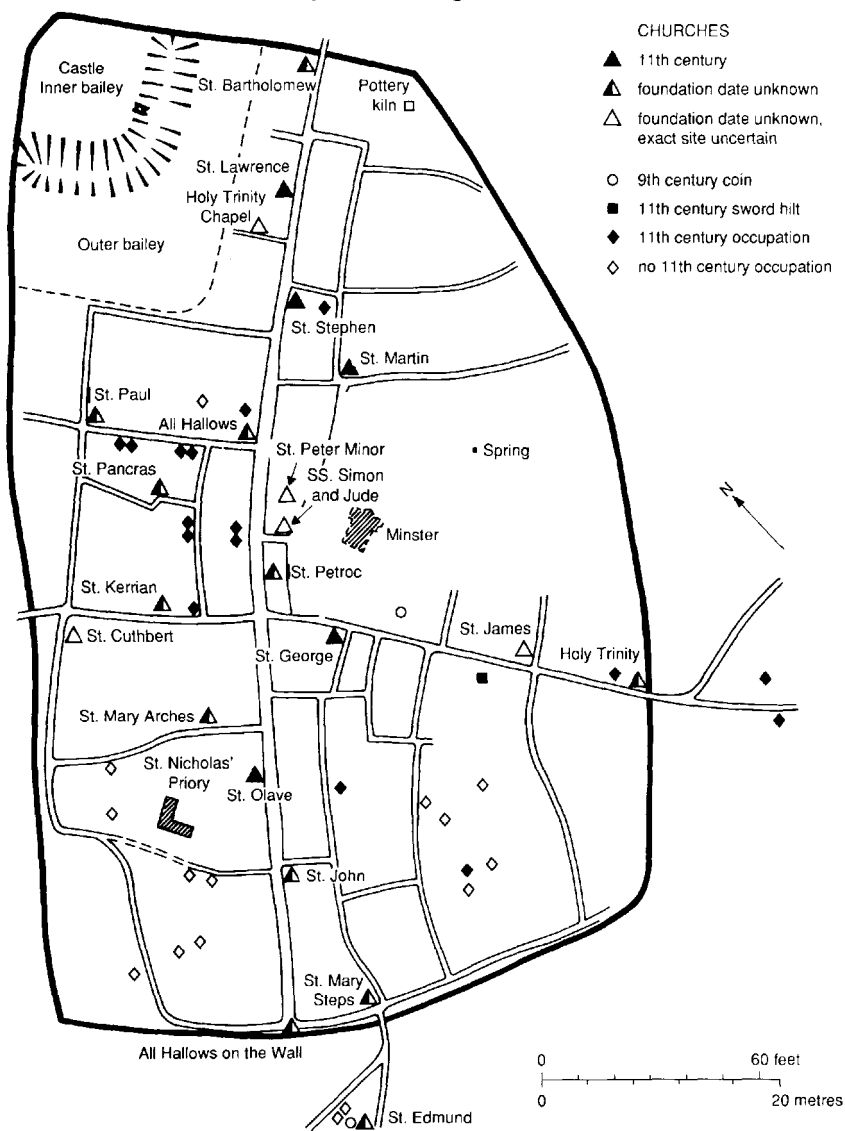 CHURCHES
11th century
foundation date unknown
foundation date unknown,
exact site uncertain
9th century coin
11th century sword hilt
11th century occupation
no 11th century occupation
Castle
Inner bailey
St. Bartholomew
Pottery
kiln
St. Lawrence
Holy Trinity
Chapel
Outer bailey
St. Stephen
St. Martin
St. Paul
All Hallows
St. Peter Minor
SS. Simon
and Jude
Spring
N
St. Pancras
Minster
St. Petroc
St. Kerrian
St. Cuthbert
St. George
St. James
Holy Trinity
St. Mary Arches
St. Nicholas'
Priory
St. Olave
St. John
St. Mary
Steps
All Hallows on the Wall
St. Edmund
0 60 feet
0 20 metres